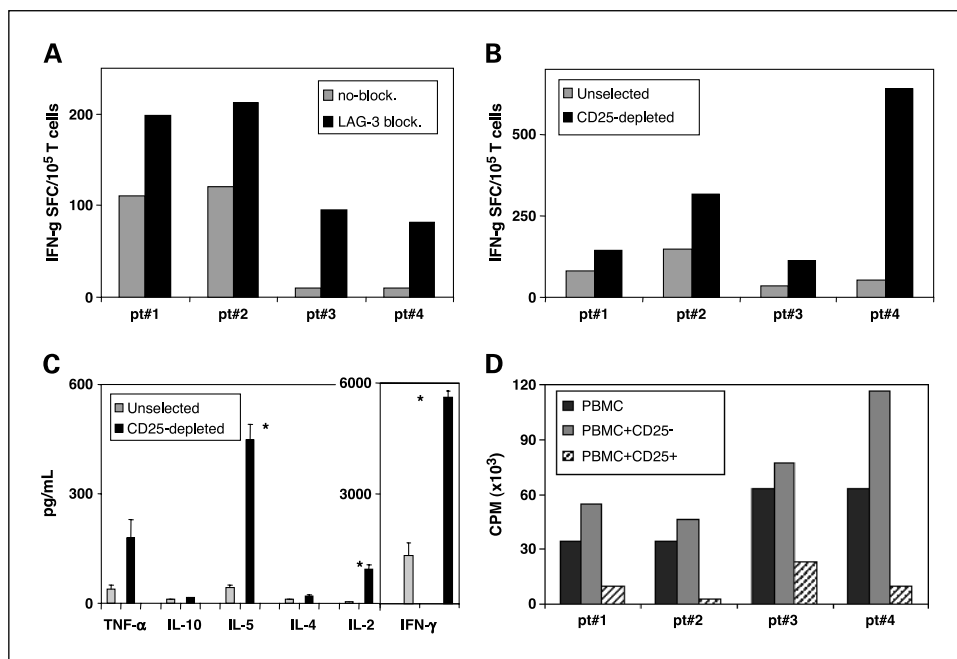 A
IFN-g SFC/10⁵ T cells
200
100
0
no-block.
LAG-3 block.
pt#1 pt#2 pt#3 pt#4
B
IFN-g SFC/10⁵ T cells
500
250
0
Unselected
CD25-depleted
pt#1 pt#2 pt#3 pt#4
C
pg/mL
600
300
0
Unselected
CD25-depleted
6000
3000
0
*
*
*
TNF-α IL-10 IL-5 IL-4 IL-2 IFN-γ
D
CPM (x10³)
120
90
60
30
0
PBMC
PBMC+CD25-
PBMC+CD25+
pt#1 pt#2 pt#3 pt#4